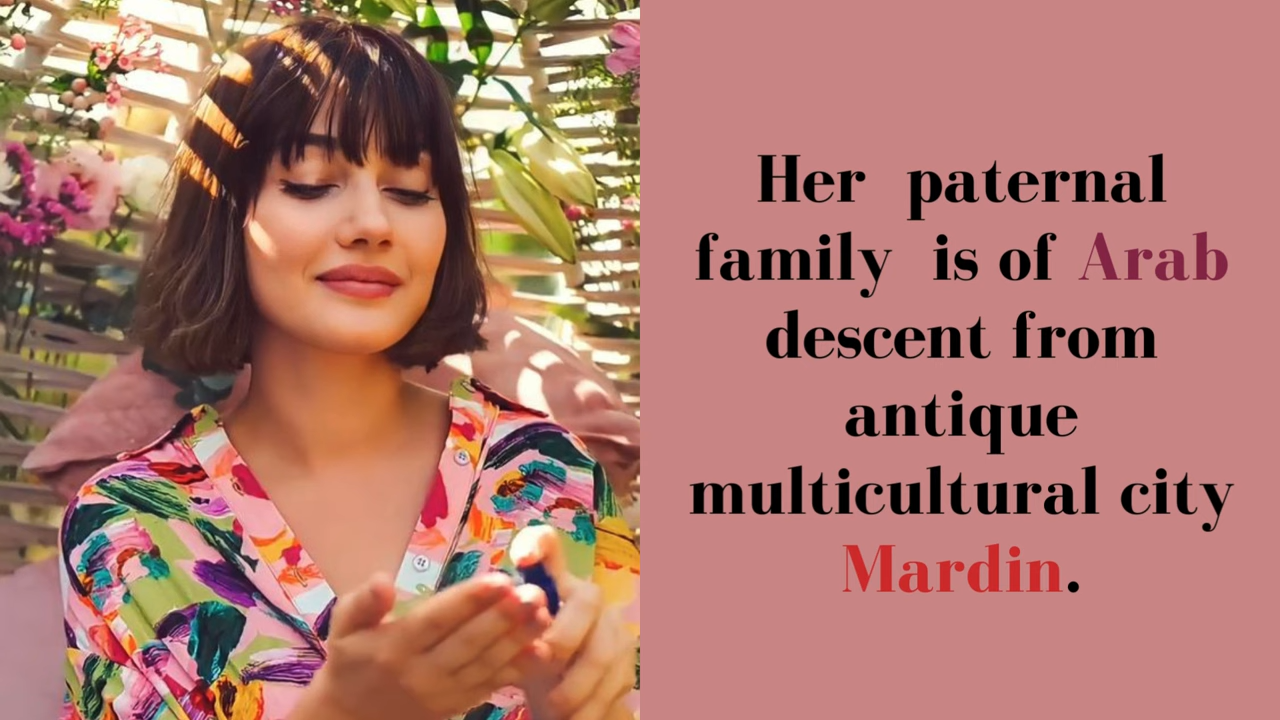 Her paternal
family is of Arab
descent from
antique
multicultural city
Mardin.